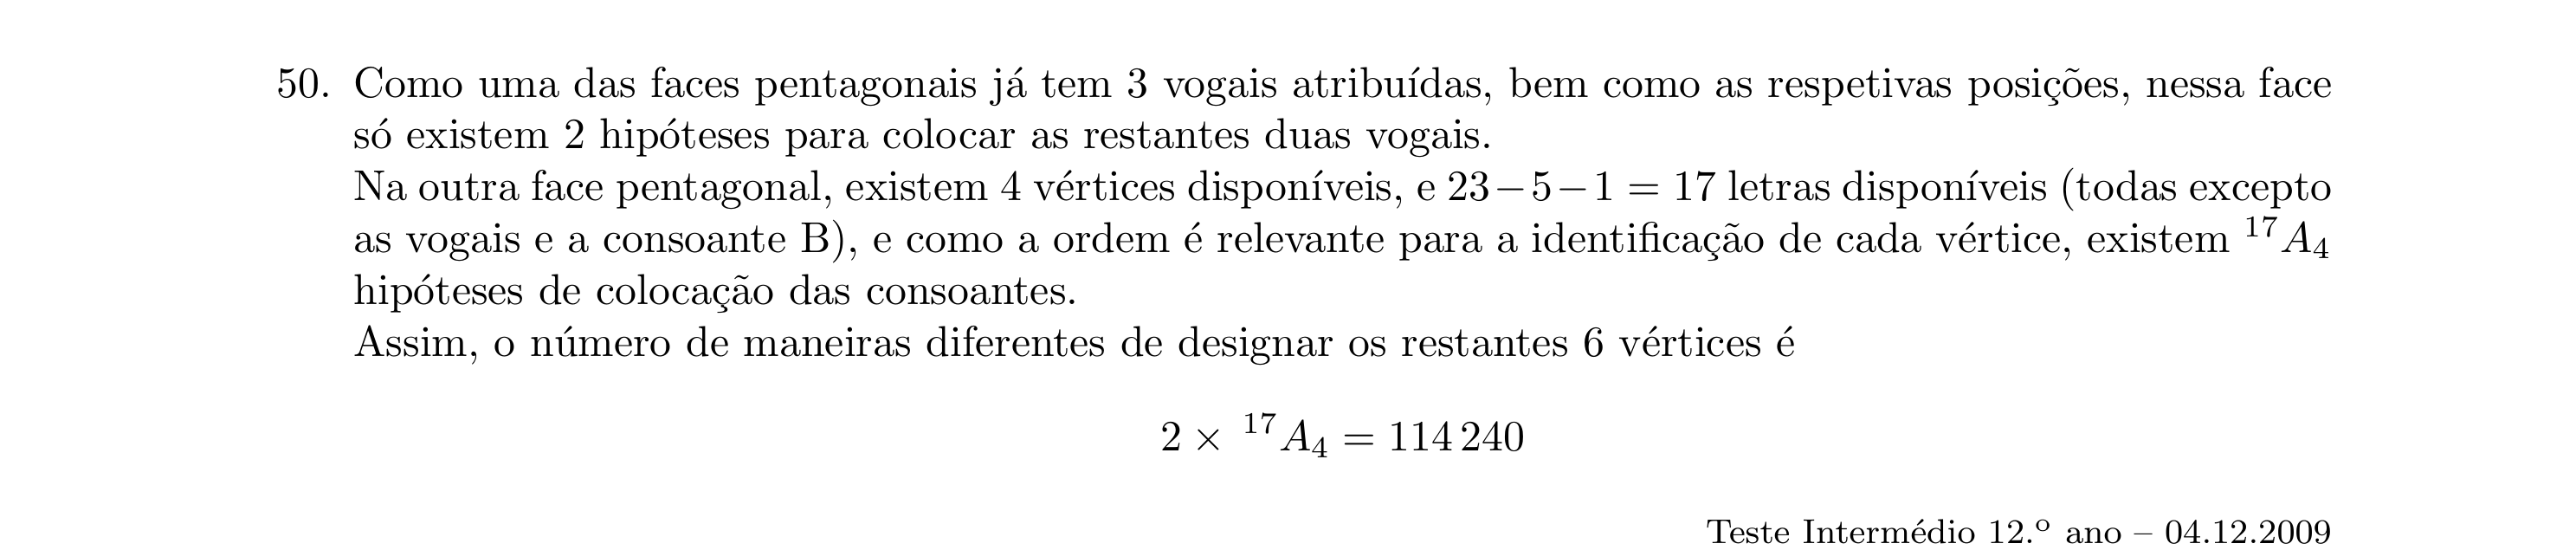 50. Como uma das faces pentagonais já tem 3 vogais atribuídas, bem como as respetivas posições, nessa face
só existem 2 hipóteses para colocar as restantes duas vogais.
Na outra face pentagonal, existem 4 vértices disponíveis, e 23−5−1 = 17 letras disponíveis (todas excepto
as vogais e a consoante B), e como a ordem é relevante para a identificação de cada vértice, existem ¹⁷A₄
hipóteses de colocação das consoantes.
Assim, o número de maneiras diferentes de designar os restantes 6 vértices é
2 × ¹⁷A₄ = 114 240
Teste Intermédio 12.º ano – 04.12.2009